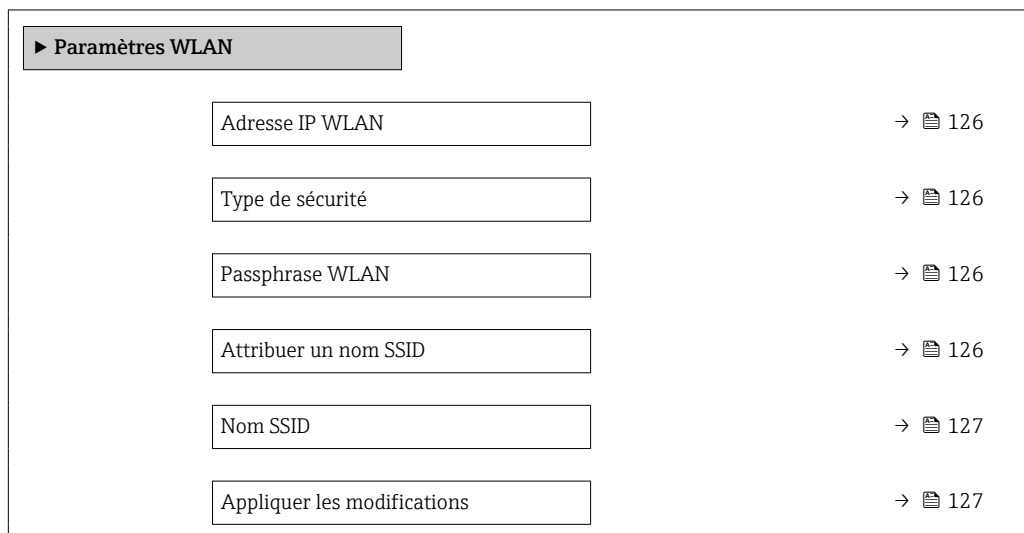 ► Paramètres WLAN
Adresse IP WLAN → 126
Type de sécurité → 126
Passphrase WLAN → 126
Attribuer un nom SSID → 126
Nom SSID → 127
Appliquer les modifications → 127